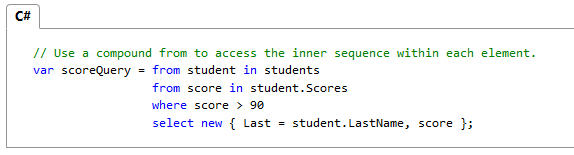 C#
// Use a compound from to access the inner sequence within each element.
var scoreQuery = from student in students
from score in student.Scores
where score > 90
select new { Last = student.LastName, score };